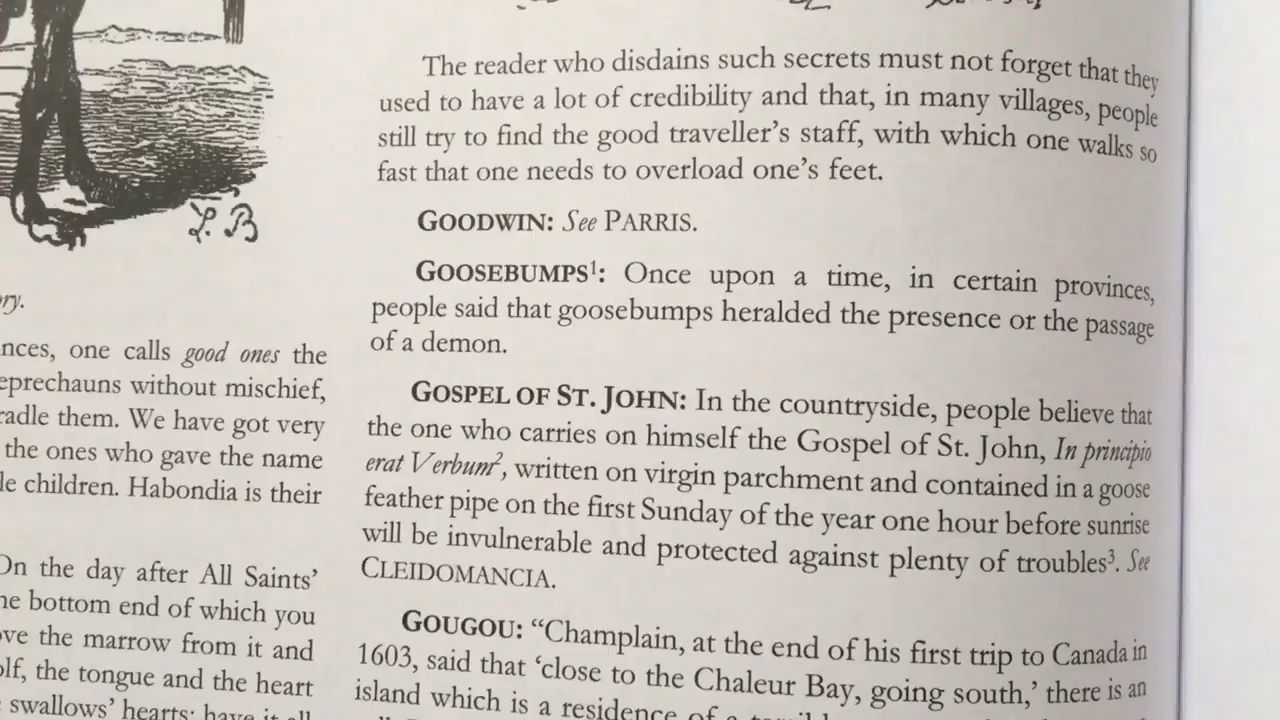 L. B
ry.
nces, one calls good ones the
eprechauns without mischief,
radle them. We have got very
the ones who gave the name
le children. Habondia is their
On the day after All Saints’
he bottom end of which you
ove the marrow from it and
olf, the tongue and the heart
swallows’ hearts; have it all
The reader who disdains such secrets must not forget that they
used to have a lot of credibility and that, in many villages, people
still try to find the good traveller’s staff, with which one walks so
fast that one needs to overload one’s feet.
GOODWIN: See PARRIS.
GOOSEBUMPS¹: Once upon a time, in certain provinces,
people said that goosebumps heralded the presence or the passage
of a demon.
GOSPEL OF ST. JOHN: In the countryside, people believe that
the one who carries on himself the Gospel of St. John, In principio
erat Verbum², written on virgin parchment and contained in a goose
feather pipe on the first Sunday of the year one hour before sunrise
will be invulnerable and protected against plenty of troubles³. See
CLEIDOMANCIA.
GOUGOU: “Champlain, at the end of his first trip to Canada in
1603, said that ‘close to the Chaleur Bay, going south,’ there is an
island which is a residence of a